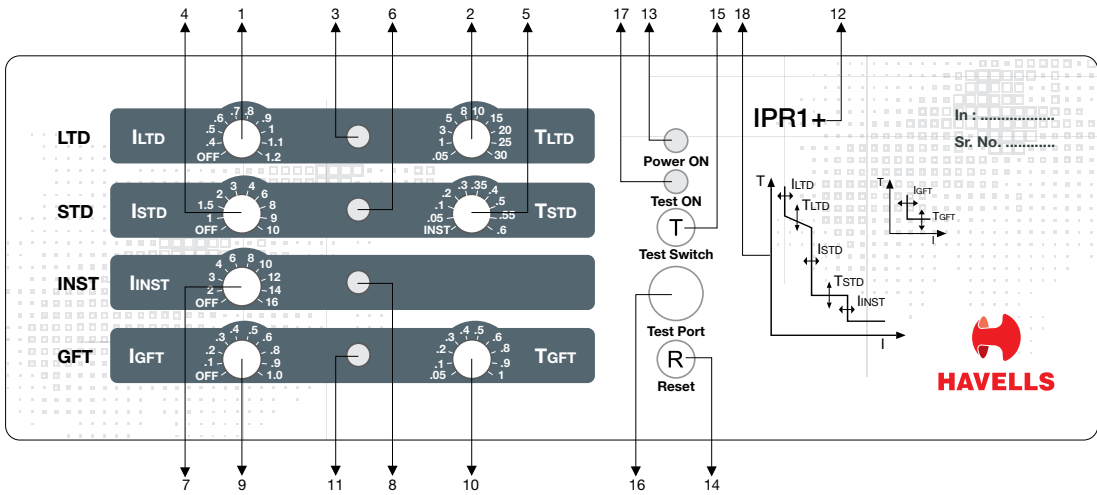 4 1 3 6 2 5 17 13 15 18 12
LTD
ILTD
OFF .4 .5 .6 .7 .8 .9 1 1.1 1.2
.05 1 3 5 8 10 15 20 25 30
TLTD
STD
ISTD
OFF 1 1.5 2 3 4 6 8 9 10
INST .05 .1 .2 .3 .35 .4 .5 .55 .6
TSTD
INST
IINST
OFF 2 3 4 6 8 10 12 14 16
GFT
IGFT
OFF .1 .2 .3 .4 .5 .6 .8 .9 1.0
.05 .1 .2 .3 .4 .5 .6 .8 .9 1
TGFT
Power ON
Test ON
T
Test Switch
Test Port
R
Reset
IPR1+
In : .................
Sr. No. ............
T
ILTD
TLTD
ISTD
TSTD
IINST
I
T
IGFT
TGFT
I
HAVELLS
7 9 11 8 10 16 14